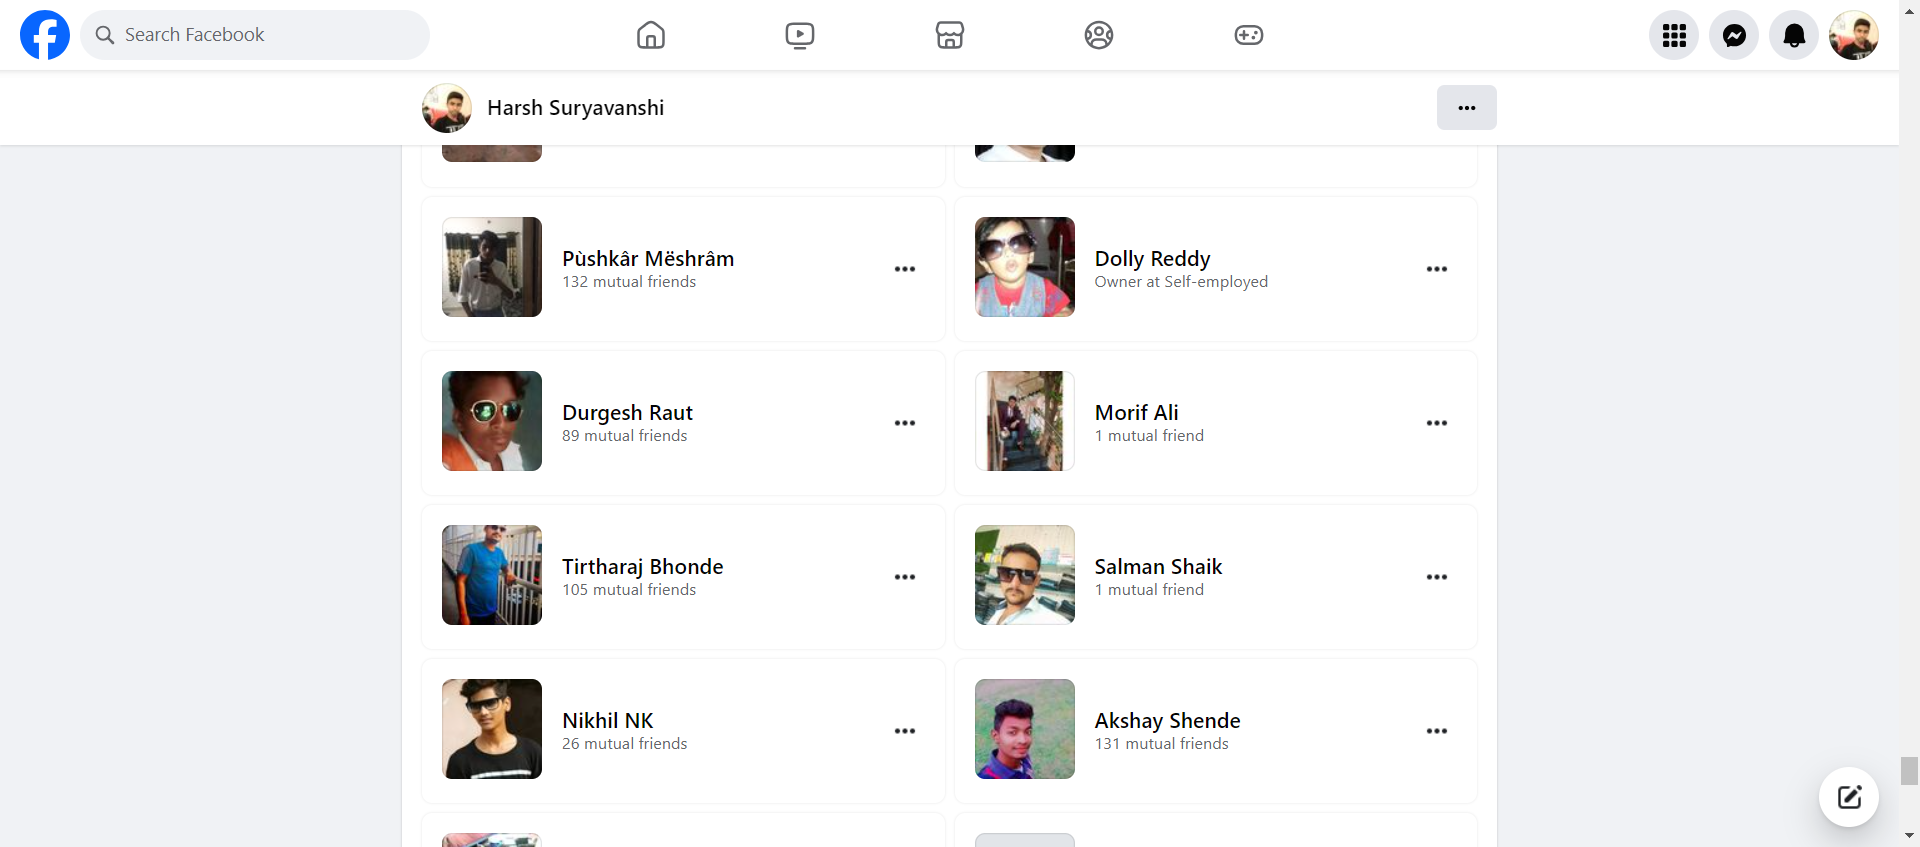 Search Facebook
Harsh Suryavanshi
Pùshkâr Mëshrâm
132 mutual friends
Dolly Reddy
Owner at Self-employed
Durgesh Raut
89 mutual friends
Morif Ali
1 mutual friend
Tirtharaj Bhonde
105 mutual friends
Salman Shaik
1 mutual friend
Nikhil NK
26 mutual friends
Akshay Shende
131 mutual friends